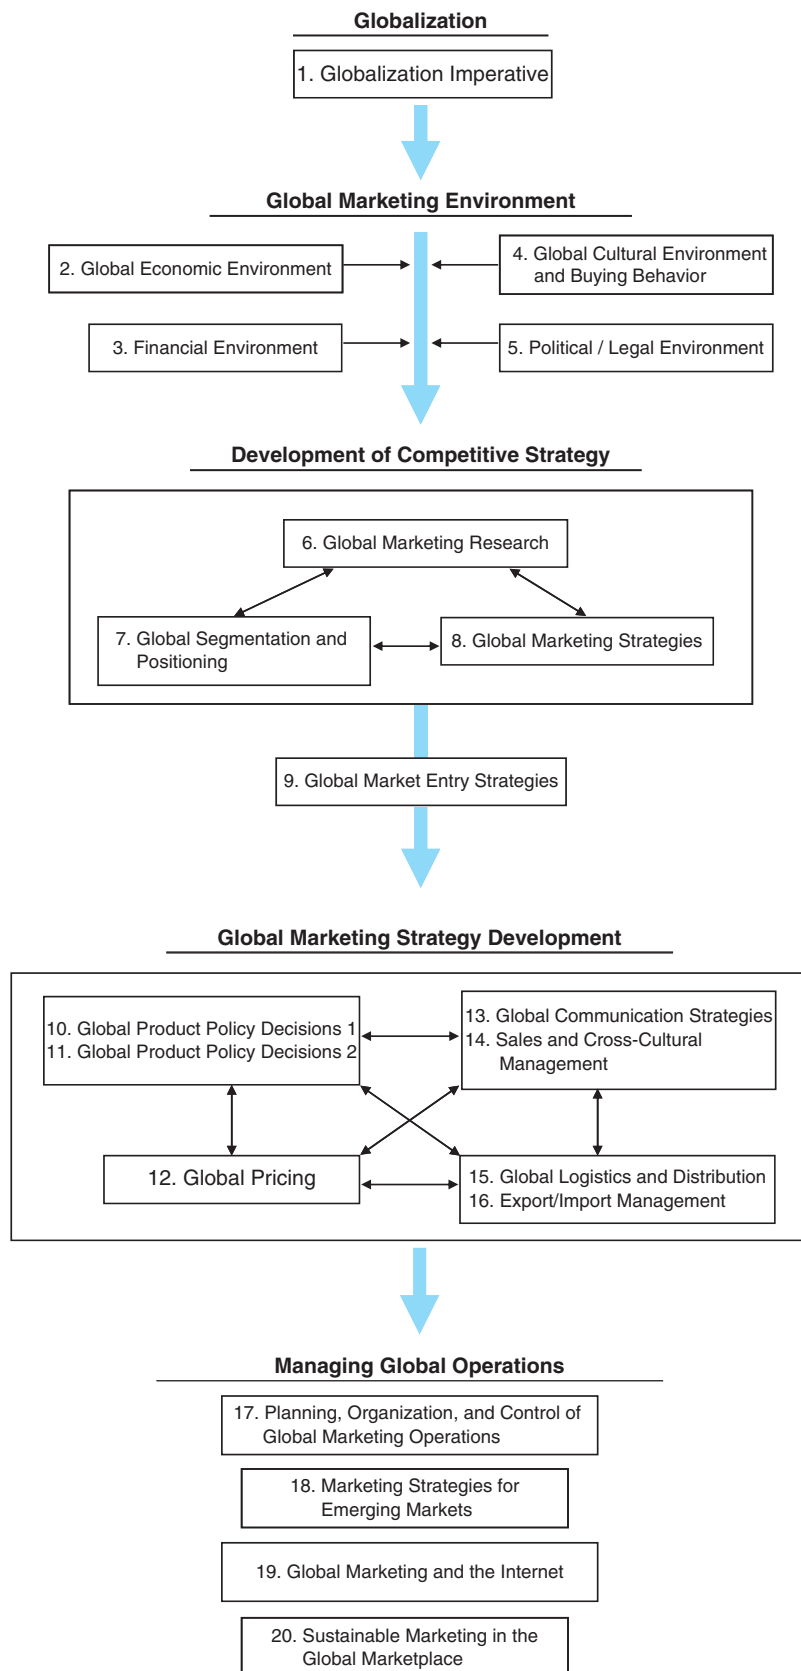 Globalization
1. Globalization Imperative
Global Marketing Environment
2. Global Economic Environment
4. Global Cultural Environment
and Buying Behavior
3. Financial Environment
5. Political / Legal Environment
Development of Competitive Strategy
6. Global Marketing Research
7. Global Segmentation and
Positioning
8. Global Marketing Strategies
9. Global Market Entry Strategies
Global Marketing Strategy Development
10. Global Product Policy Decisions 1
11. Global Product Policy Decisions 2
13. Global Communication Strategies
14. Sales and Cross-Cultural
Management
12. Global Pricing
15. Global Logistics and Distribution
16. Export/Import Management
Managing Global Operations
17. Planning, Organization, and Control of
Global Marketing Operations
18. Marketing Strategies for
Emerging Markets
19. Global Marketing and the Internet
20. Sustainable Marketing in the
Global Marketplace